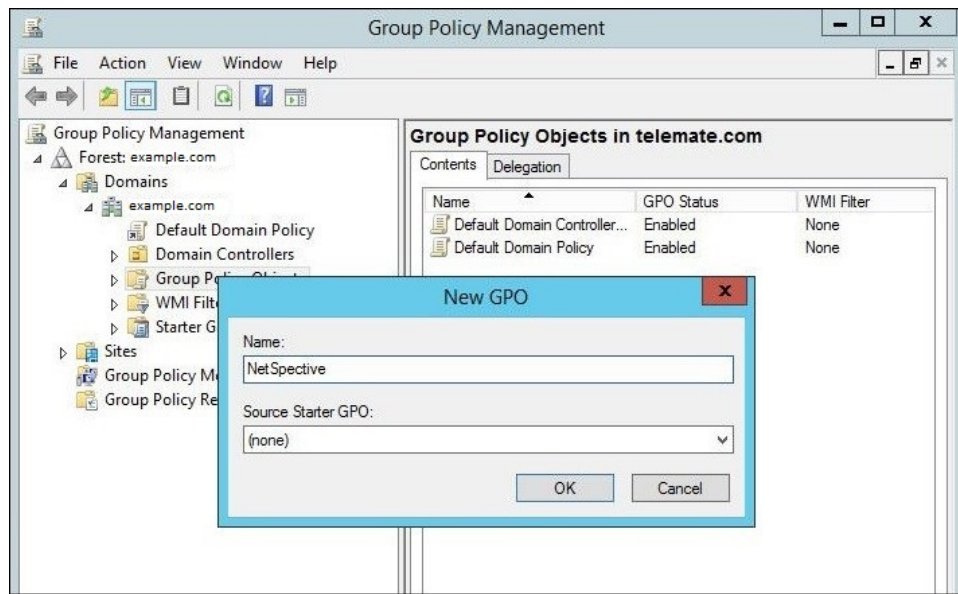 Group Policy Management
File Action View Window Help
Group Policy Management
Forest: example.com
Domains
example.com
Default Domain Policy
Domain Controllers
Group
WMI
Starter
Sites
Group Policy
Group Policy
Group Policy Objects in telemate.com
Contents Delegation
Name GPO Status WMI Filter
Default Domain Controller... Enabled None
Default Domain Policy Enabled None
New GPO
Name:
NetSpective
Source Starter GPO:
(none)
OK Cancel